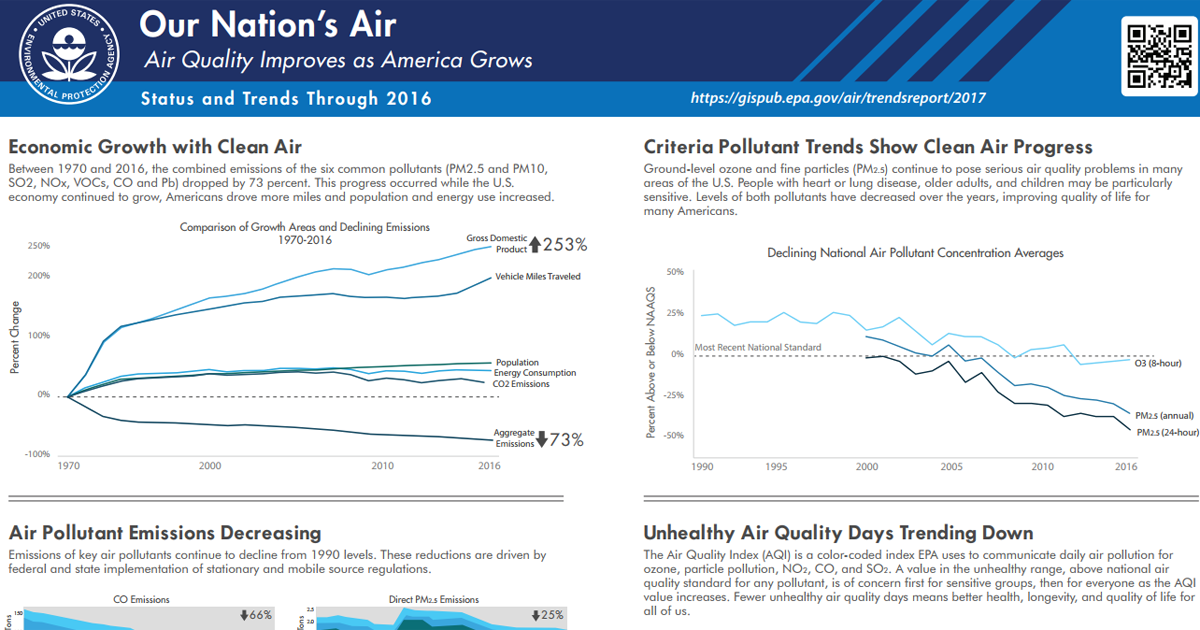 UNITED STATES
ENVIRONMENTAL PROTECTION AGENCY
Our Nation's Air
Air Quality Improves as America Grows
Status and Trends Through 2016
https://gispub.epa.gov/air/trendsreport/2017
Economic Growth with Clean Air
Between 1970 and 2016, the combined emissions of the six common pollutants (PM2.5 and PM10,
SO2, NOx, VOCs, CO and Pb) dropped by 73 percent. This progress occurred while the U.S.
economy continued to grow, Americans drove more miles and population and energy use increased.
Comparison of Growth Areas and Declining Emissions
1970-2016
Percent Change
250%
200%
100%
0%
-100%
1970
2000
2010
2016
Gross Domestic
Product
253%
Vehicle Miles Traveled
Population
Energy Consumption
CO2 Emissions
Aggregate
Emissions
73%
Criteria Pollutant Trends Show Clean Air Progress
Ground-level ozone and fine particles (PM2.5) continue to pose serious air quality problems in many
areas of the U.S. People with heart or lung disease, older adults, and children may be particularly
sensitive. Levels of both pollutants have decreased over the years, improving quality of life for
many Americans.
Declining National Air Pollutant Concentration Averages
Percent Above or Below NAAQS
50%
25%
0%
-25%
-50%
Most Recent National Standard
1990
1995
2000
2005
2010
2016
O3 (8-hour)
PM2.5 (annual)
PM2.5 (24-hour)
Air Pollutant Emissions Decreasing
Emissions of key air pollutants continue to decline from 1990 levels. These reductions are driven by
federal and state implementation of stationary and mobile source regulations.
CO Emissions
Tons
150
66%
Direct PM2.5 Emissions
Tons
2.5
2.0
25%
Unhealthy Air Quality Days Trending Down
The Air Quality Index (AQI) is a color-coded index EPA uses to communicate daily air pollution for
ozone, particle pollution, NO2, CO, and SO2. A value in the unhealthy range, above national air
quality standard for any pollutant, is of concern first for sensitive groups, then for everyone as the AQI
value increases. Fewer unhealthy air quality days means better health, longevity, and quality of life for
all of us.